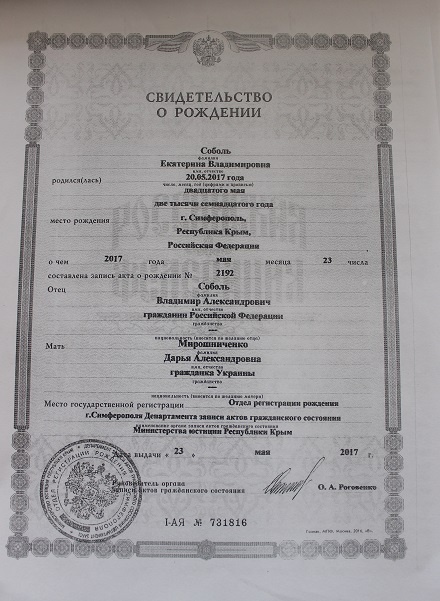 СВИДЕТЕЛЬСТВО
О РОЖДЕНИИ
Соболь
фамилия
Екатерина Владимировна
имя, отчество
родился(лась) 20.05.2017 года
число, месяц, год (цифрами и прописью)
двадцатого мая
две тысячи семнадцатого года
место рождения г. Симферополь,
Республика Крым,
Российская Федерация
о чем 2017 года мая месяца 23 числа
составлена запись акта о рождении № 2192
Отец Соболь
фамилия
Владимир Александрович
имя, отчество
гражданин Российской Федерации
гражданство
—
национальность (вносится по желанию отца)
Мать Мирошниченко
фамилия
Дарья Александровна
имя, отчество
гражданка Украины
гражданство
—
национальность (вносится по желанию матери)
Место государственной регистрации Отдел регистрации рождения
г.Симферополя Департамента записи актов гражданского состояния
наименование органа записи актов гражданского состояния
Министерства юстиции Республики Крым
Дата выдачи « 23 » мая 2017 г.
Руководитель органа
записи актов гражданского состояния О. А. Роговенко
I-АЯ № 731816